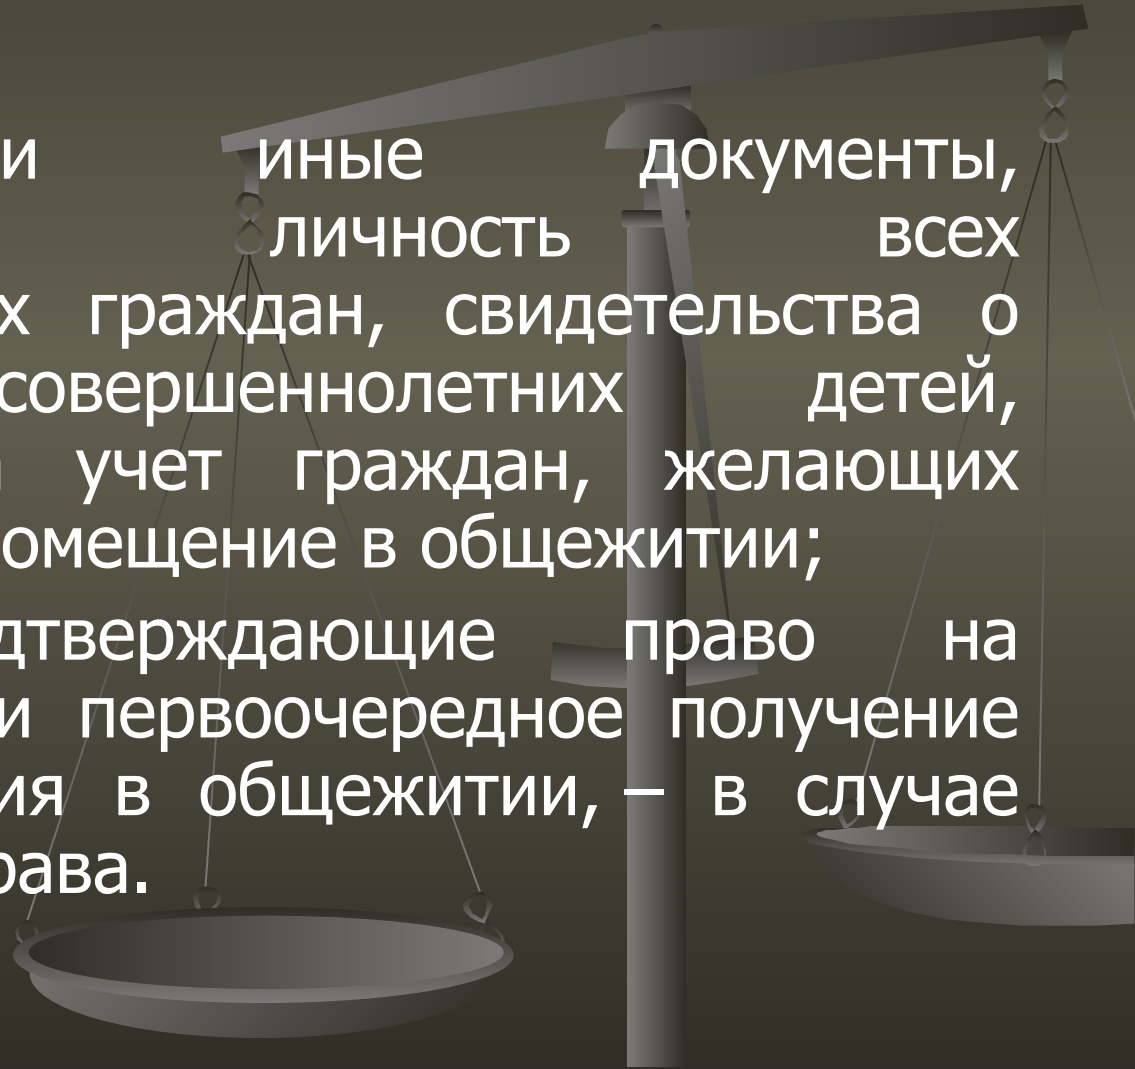 и иные документы,
личность всех
х граждан, свидетельства о
совершеннолетних детей,
учет граждан, желающих
омещение в общежитии;
дтверждающие право на
и первоочередное получение
ия в общежитии, – в случае
рава.